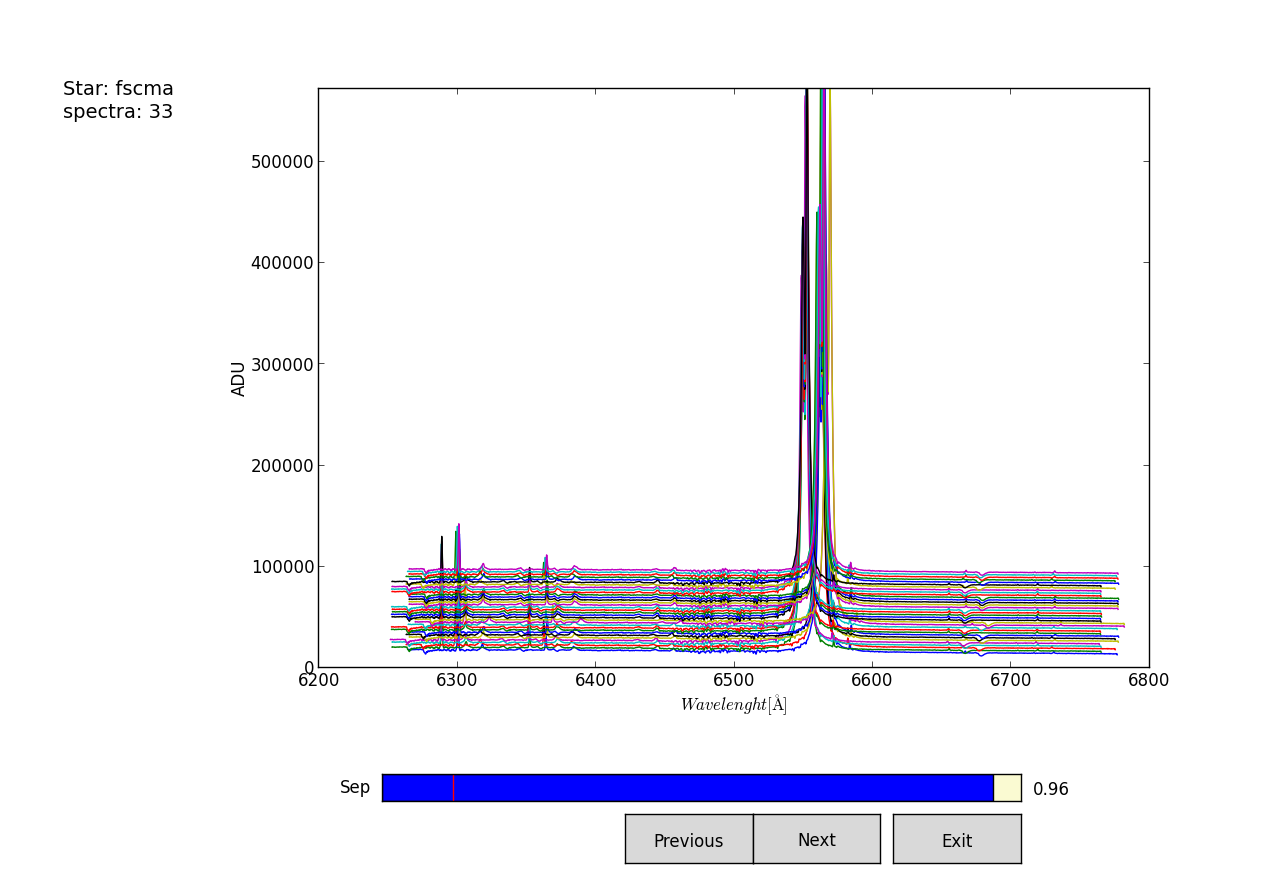 Star: fscma
spectra: 33
500000
400000
300000
200000
100000
0
ADU
6200 6300 6400 6500 6600 6700 6800
Wavelenght[Å]
Sep 0.96
Previous Next Exit